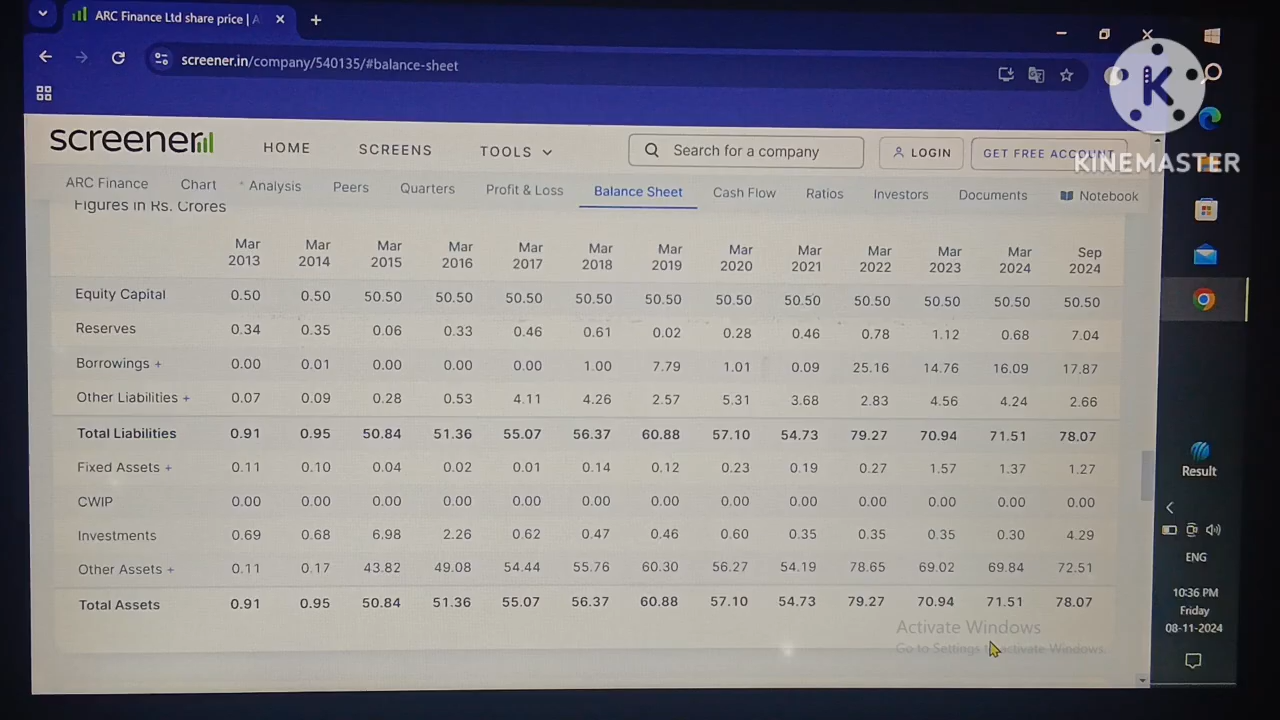 ARC Finance Ltd share price | A
screener.in/company/540135/#balance-sheet
K
KINEMASTER
screener HOME SCREENS TOOLS Search for a company LOGIN GET FREE ACCOUNT
ARC Finance Chart Analysis Peers Quarters Profit & Loss Balance Sheet Cash Flow Ratios Investors Documents Notebook
Figures in Rs. Crores
Mar 2013 Mar 2014 Mar 2015 Mar 2016 Mar 2017 Mar 2018 Mar 2019 Mar 2020 Mar 2021 Mar 2022 Mar 2023 Mar 2024 Sep 2024
Equity Capital 0.50 0.50 50.50 50.50 50.50 50.50 50.50 50.50 50.50 50.50 50.50 50.50 50.50
Reserves 0.34 0.35 0.06 0.33 0.46 0.61 0.02 0.28 0.46 0.78 1.12 0.68 7.04
Borrowings + 0.00 0.01 0.00 0.00 0.00 1.00 7.79 1.01 0.09 25.16 14.76 16.09 17.87
Other Liabilities + 0.07 0.09 0.28 0.53 4.11 4.26 2.57 5.31 3.68 2.83 4.56 4.24 2.66
Total Liabilities 0.91 0.95 50.84 51.36 55.07 56.37 60.88 57.10 54.73 79.27 70.94 71.51 78.07
Fixed Assets + 0.11 0.10 0.04 0.02 0.01 0.14 0.12 0.23 0.19 0.27 1.57 1.37 1.27
CWIP 0.00 0.00 0.00 0.00 0.00 0.00 0.00 0.00 0.00 0.00 0.00 0.00 0.00
Investments 0.69 0.68 6.98 2.26 0.62 0.47 0.46 0.60 0.35 0.35 0.35 0.30 4.29
Other Assets + 0.11 0.17 43.82 49.08 54.44 55.76 60.30 56.27 54.19 78.65 69.02 69.84 72.51
Total Assets 0.91 0.95 50.84 51.36 55.07 56.37 60.88 57.10 54.73 79.27 70.94 71.51 78.07
Activate Windows
Go to Settings to activate Windows.
Result
ENG
10:36 PM
Friday
08-11-2024